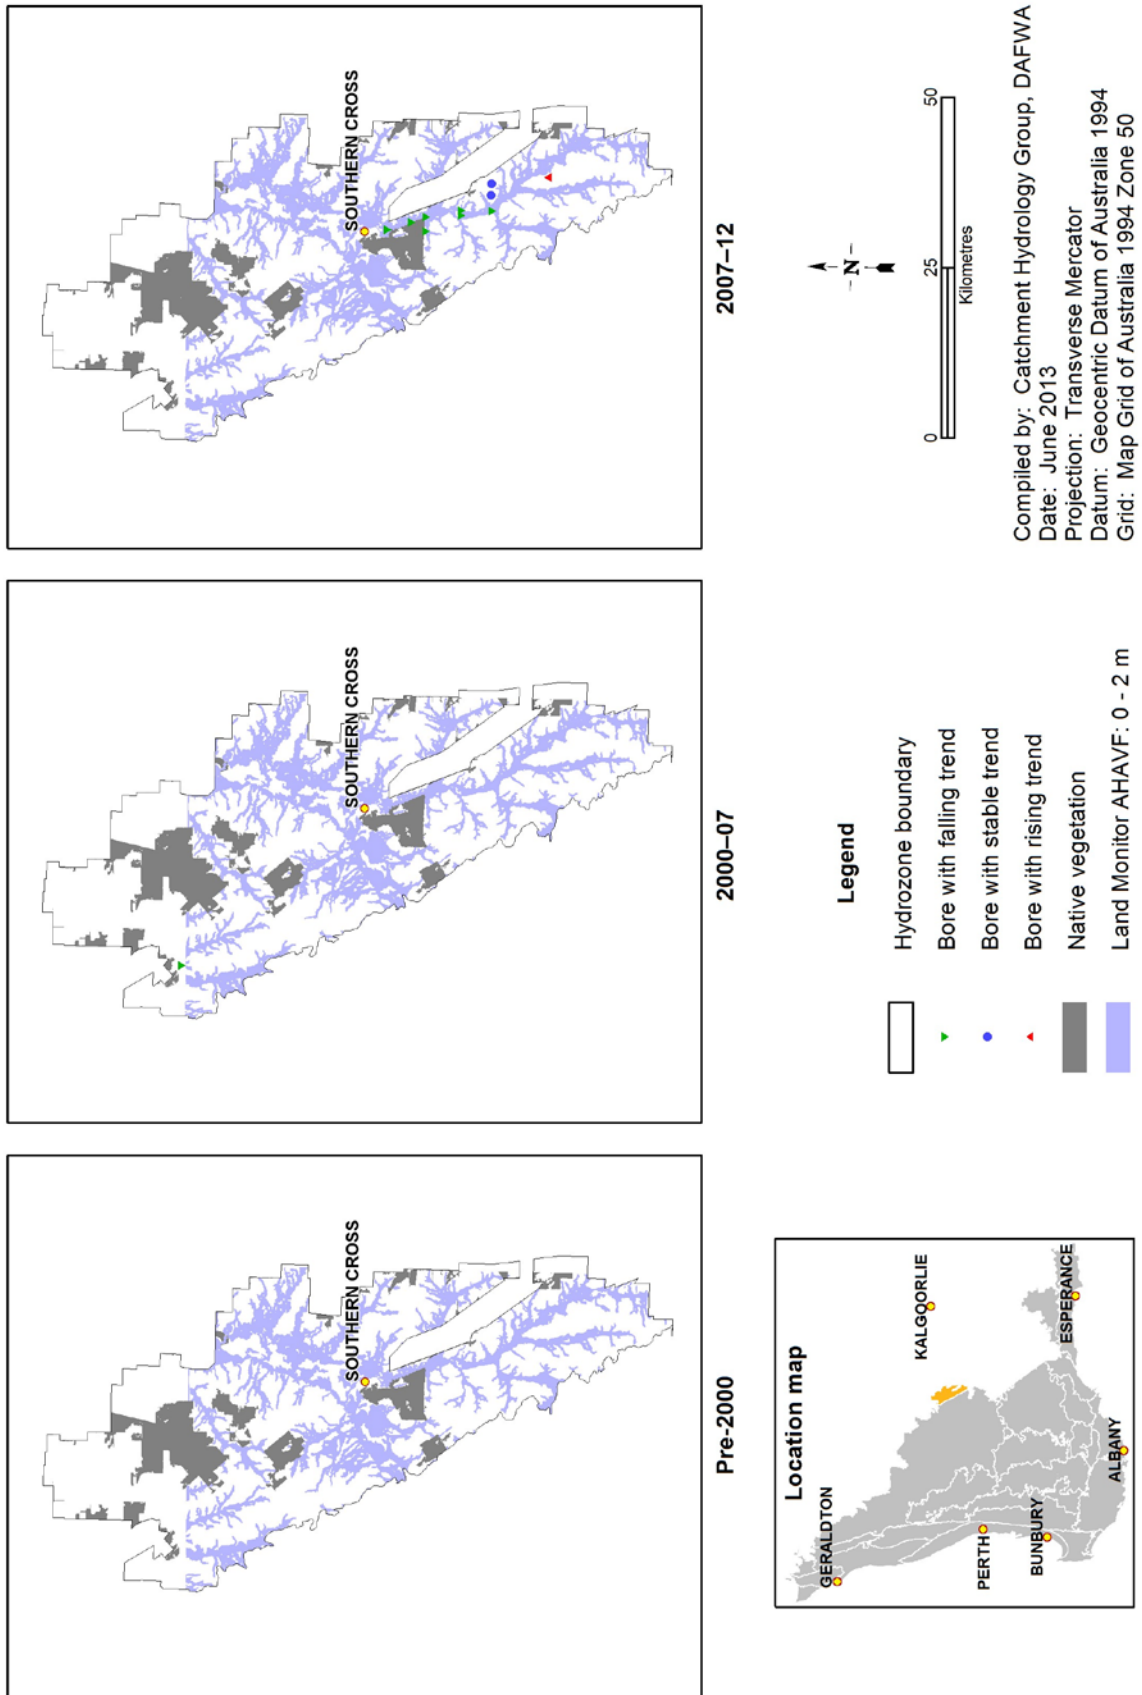 SOUTHERN CROSS
Pre-2000
SOUTHERN CROSS
2000–07
SOUTHERN CROSS
2007–12
Location map
GERALDTON
KALGOORLIE
PERTH
BUNBURY
ESPERANCE
ALBANY
Legend
Hydrozone boundary
Bore with falling trend
Bore with stable trend
Bore with rising trend
Native vegetation
Land Monitor AHAVF: 0 - 2 m
N
0 25 50
Kilometres
Compiled by: Catchment Hydrology Group, DAFWA
Date: June 2013
Projection: Transverse Mercator
Datum: Geocentric Datum of Australia 1994
Grid: Map Grid of Australia 1994 Zone 50